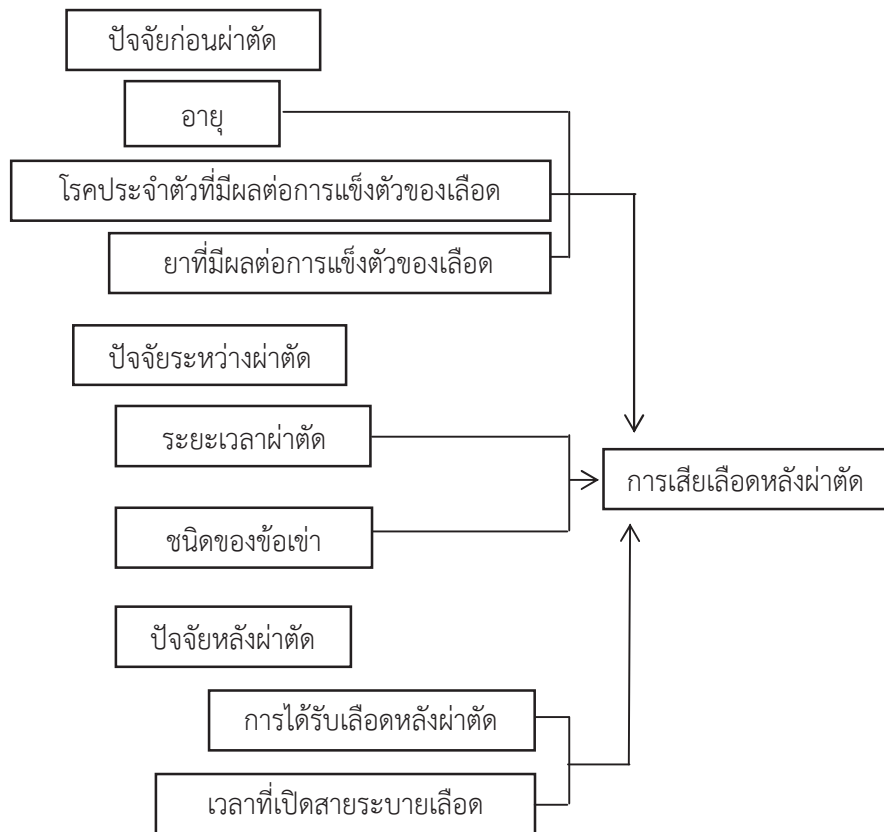 ปัจจัยก่อนผ่าตัด
อายุ
โรคประจำตัวที่มีผลต่อการแข็งตัวของเลือด
ยาที่มีผลต่อการแข็งตัวของเลือด
ปัจจัยระหว่างผ่าตัด
ระยะเวลาผ่าตัด
การเสียเลือดหลังผ่าตัด
ชนิดของข้อเข่า
ปัจจัยหลังผ่าตัด
การได้รับเลือดหลังผ่าตัด
เวลาที่เปิดสายระบายเลือด